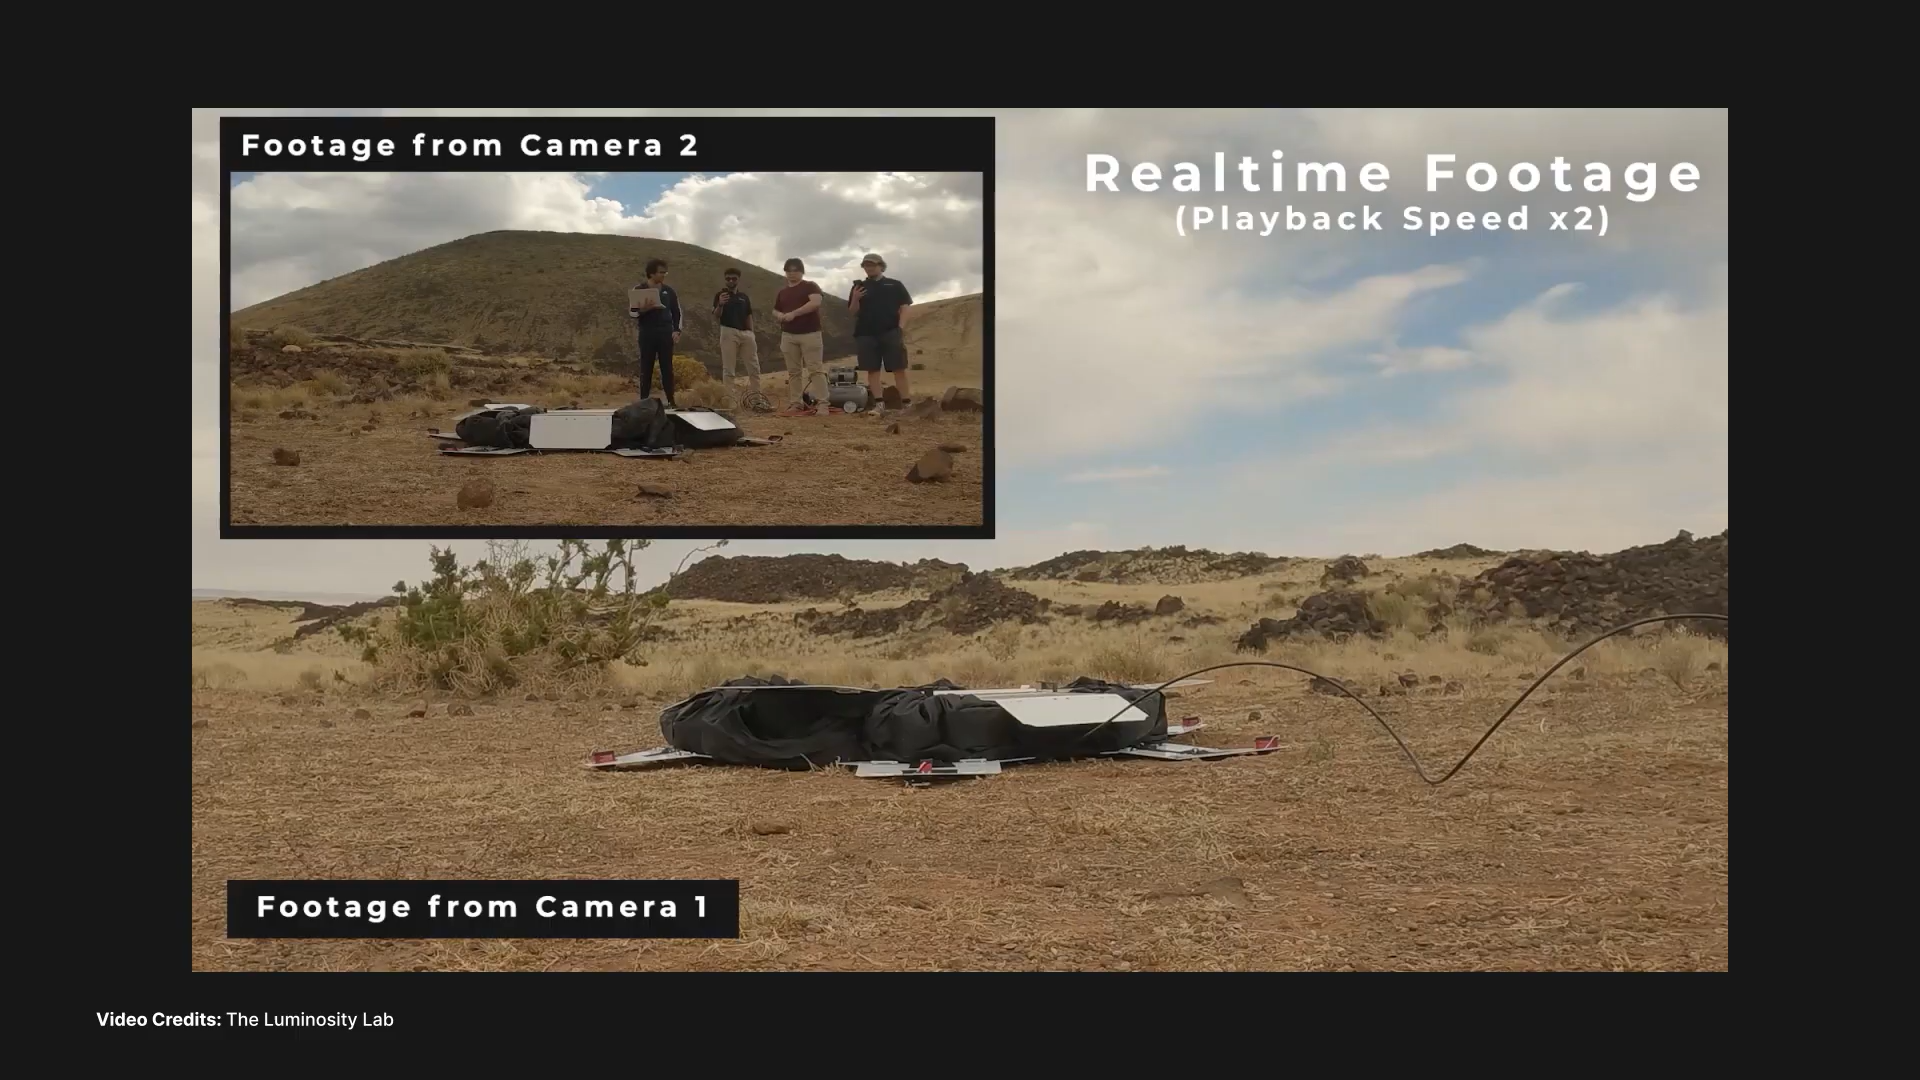 Footage from Camera 2
Realtime Footage
(Playback Speed x2)
Footage from Camera 1
Video Credits: The Luminosity Lab